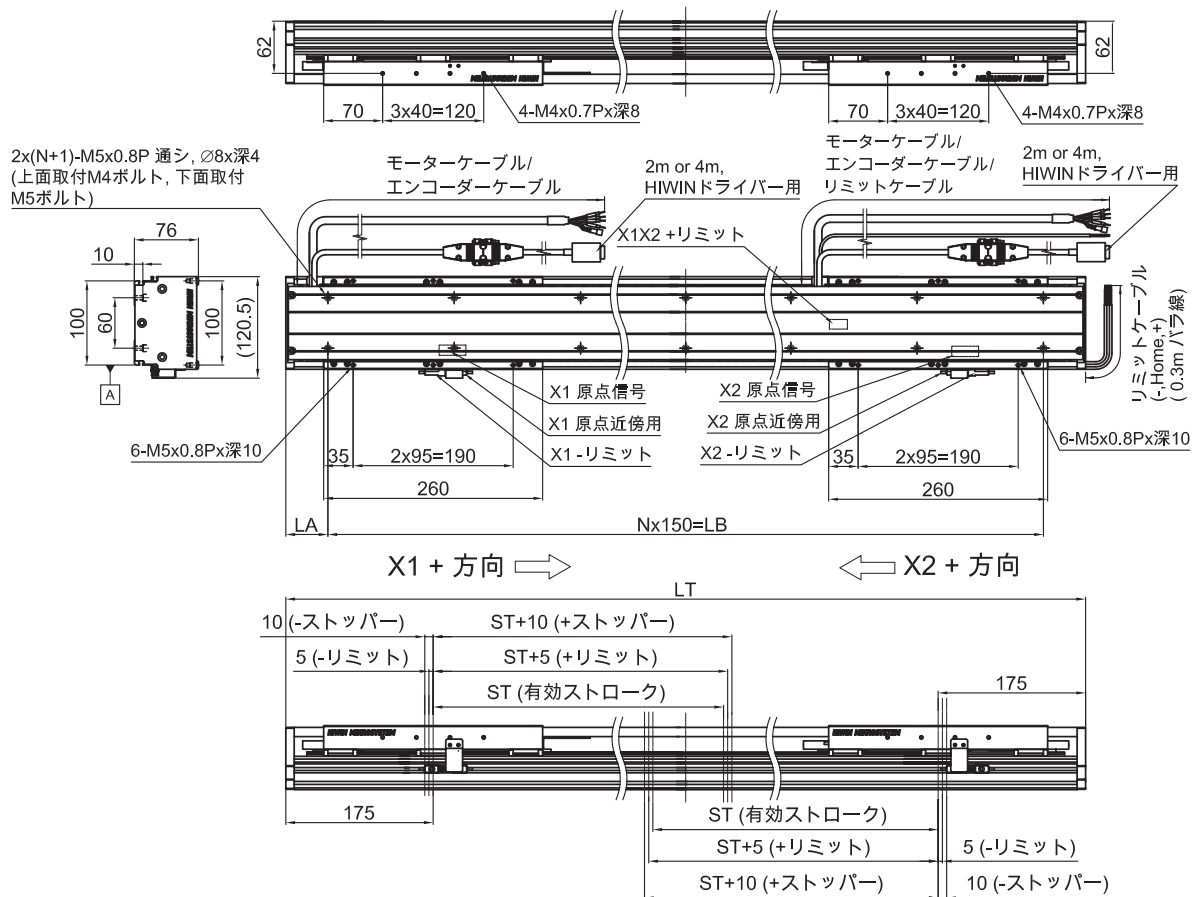 62
62
70
3x40=120
4-M4x0.7Px深8
70
3x40=120
4-M4x0.7Px深8
2x(N+1)-M5x0.8P 通シ, ∅8x深4
(上面取付M4ボルト, 下面取付
M5ボルト)
モーターケーブル/
エンコーダーケーブル
2m or 4m,
HIWINドライバー用
モーターケーブル/
エンコーダーケーブル/
リミットケーブル
2m or 4m,
HIWINドライバー用
X1X2 +リミット
76
10
100
60
100
(120.5)
A
リミットケーブル
(-,Home,+)
( 0.3m バラ線)
X1 原点信号
X1 原点近傍用
X1 -リミット
X2 原点信号
X2 原点近傍用
X2 -リミット
6-M5x0.8Px深10
6-M5x0.8Px深10
35
2x95=190
260
35
2x95=190
260
LA
Nx150=LB
X1 + 方向
X2 + 方向
LT
10 (-ストッパー)
ST+10 (+ストッパー)
5 (-リミット)
ST+5 (+リミット)
ST (有効ストローク)
175
HIWIN MIKROSYSTEM
HIWIN MIKROSYSTEM
175
ST (有効ストローク)
ST+5 (+リミット)
5 (-リミット)
ST+10 (+ストッパー)
10 (-ストッパー)